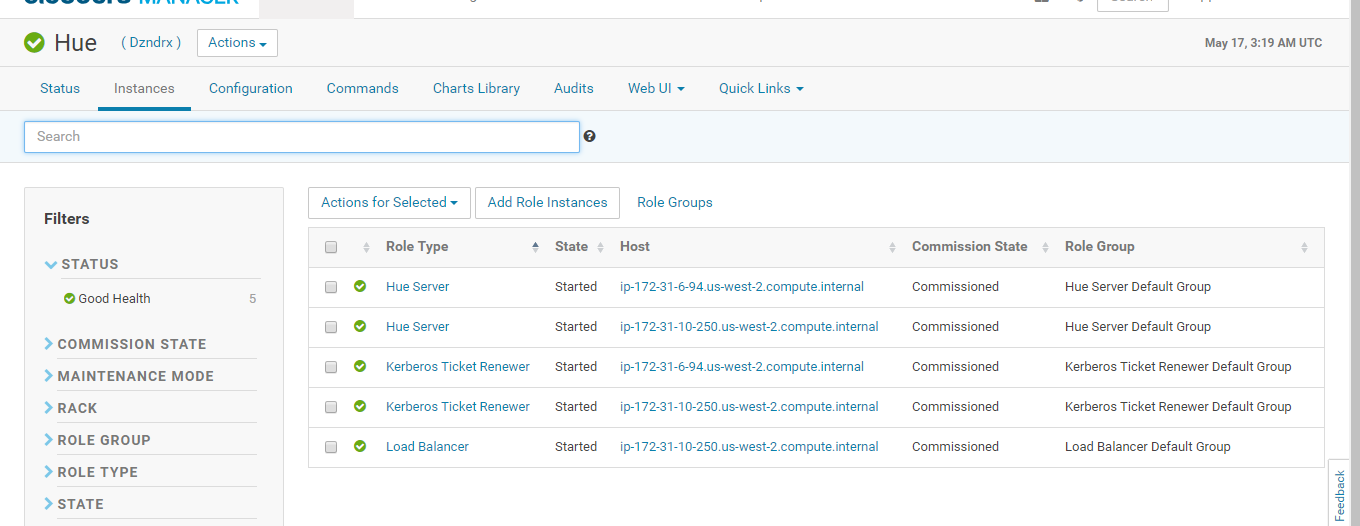 MANAGER
Hue ( Dzndrx ) Actions May 17, 3:19 AM UTC
Status Instances Configuration Commands Charts Library Audits Web UI Quick Links
Search
Filters
STATUS
Good Health 5
COMMISSION STATE
MAINTENANCE MODE
RACK
ROLE GROUP
ROLE TYPE
STATE
Actions for Selected Add Role Instances Role Groups
Role Type State Host Commission State Role Group
Hue Server Started ip-172-31-6-94.us-west-2.compute.internal Commissioned Hue Server Default Group
Hue Server Started ip-172-31-10-250.us-west-2.compute.internal Commissioned Hue Server Default Group
Kerberos Ticket Renewer Started ip-172-31-6-94.us-west-2.compute.internal Commissioned Kerberos Ticket Renewer Default Group
Kerberos Ticket Renewer Started ip-172-31-10-250.us-west-2.compute.internal Commissioned Kerberos Ticket Renewer Default Group
Load Balancer Started ip-172-31-10-250.us-west-2.compute.internal Commissioned Load Balancer Default Group
Feedback